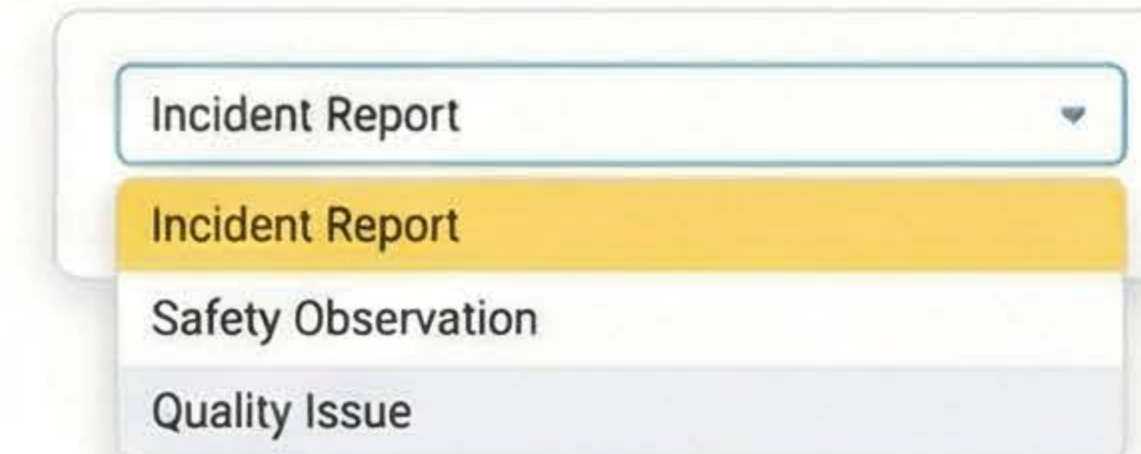 Incident Report
Incident Report
Safety Observation
Quality Issue